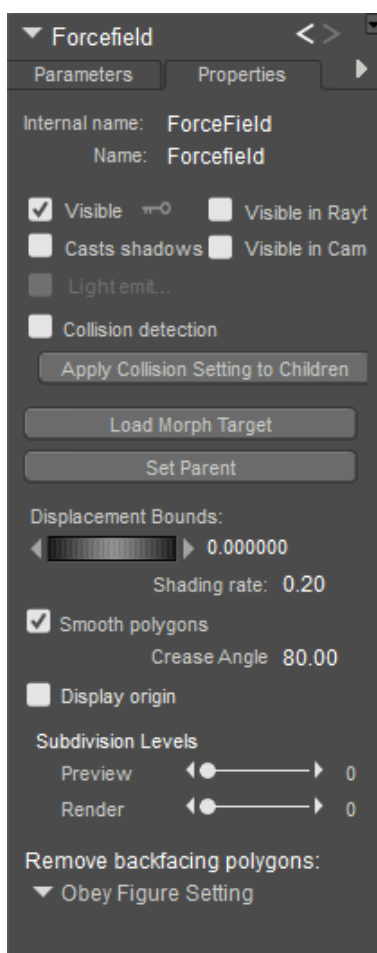 Forcefield
Parameters Properties
Internal name: ForceField
Name: Forcefield
Visible Visible in Rayt
Casts shadows Visible in Cam
Light emit...
Collision detection
Apply Collision Setting to Children
Load Morph Target
Set Parent
Displacement Bounds:
0.000000
Shading rate: 0.20
Smooth polygons
Crease Angle 80.00
Display origin
Subdivision Levels
Preview 0
Render 0
Remove backfacing polygons:
Obey Figure Setting